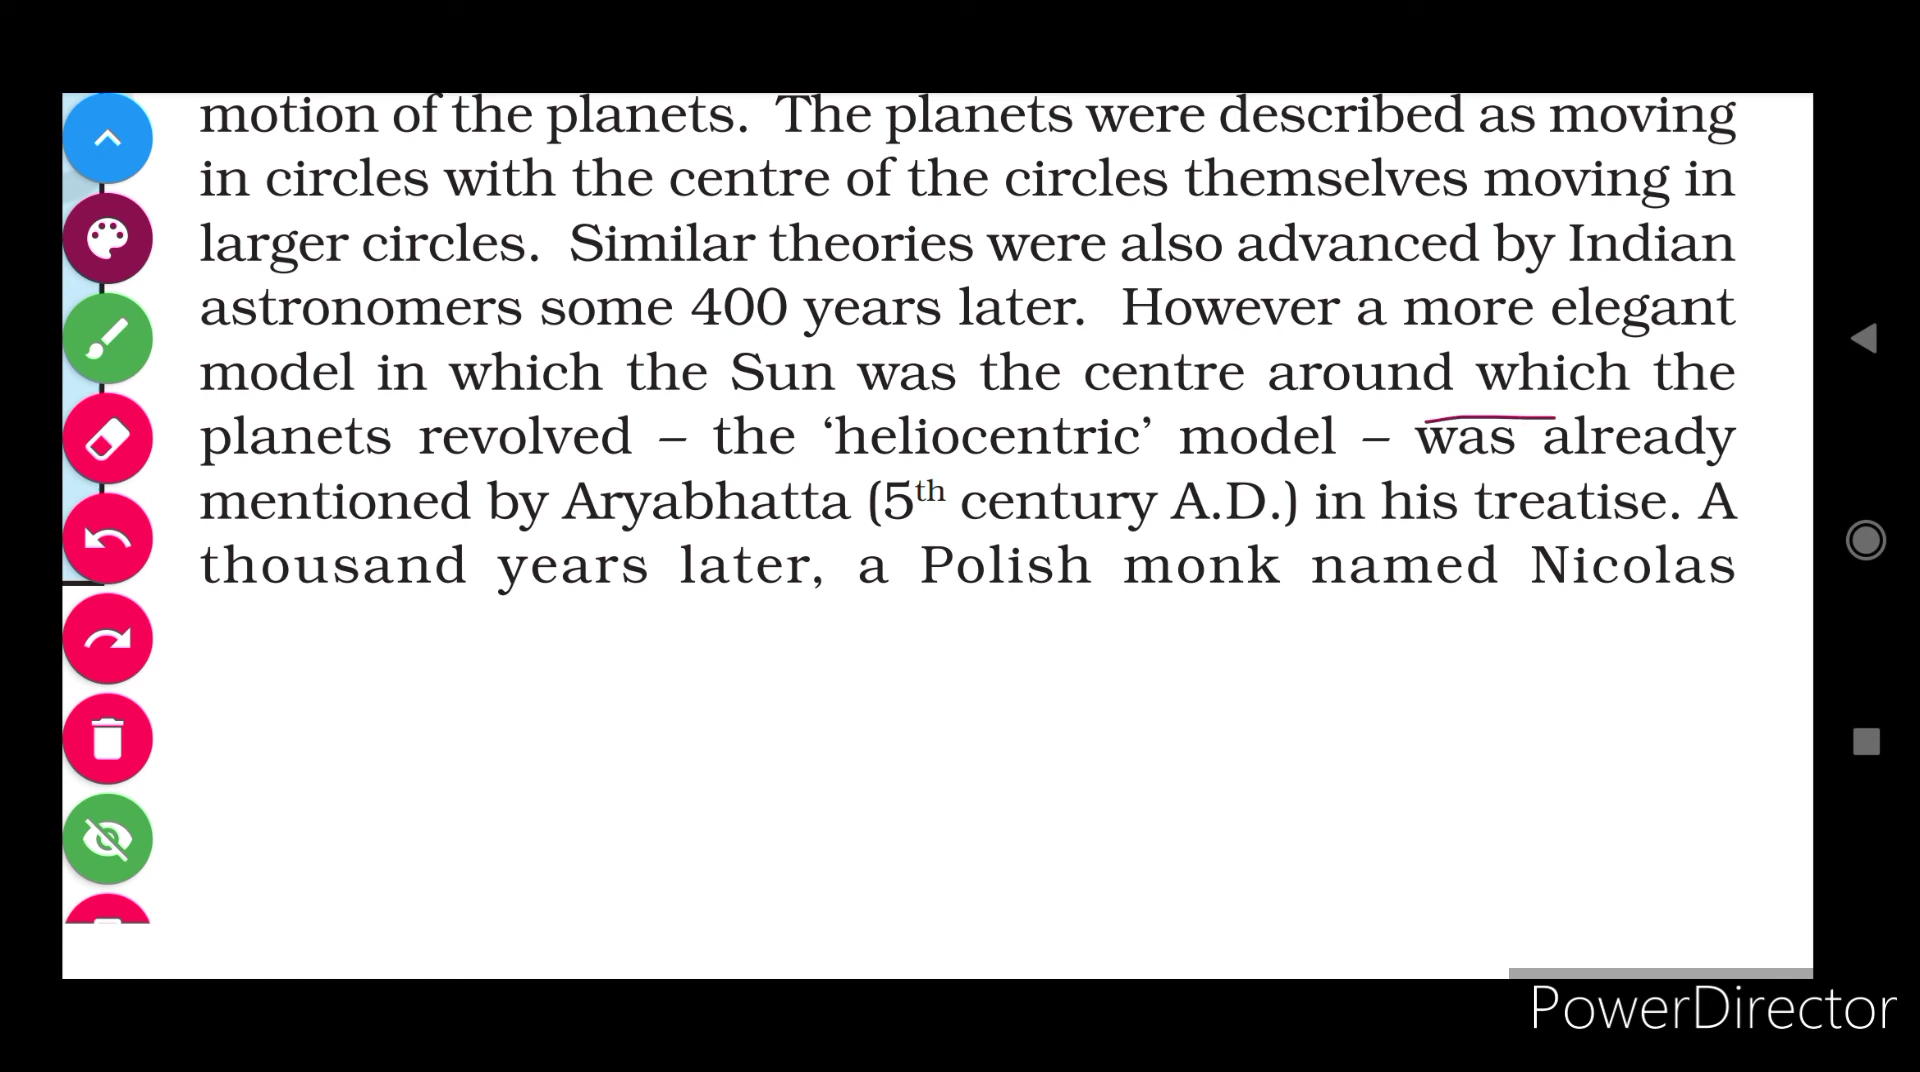 motion of the planets. The planets were described as moving
in circles with the centre of the circles themselves moving in
larger circles. Similar theories were also advanced by Indian
astronomers some 400 years later. However a more elegant
model in which the Sun was the centre around which the
planets revolved – the ‘heliocentric’ model – was already
mentioned by Aryabhatta (5th century A.D.) in his treatise. A
thousand years later, a Polish monk named Nicolas
PowerDirector